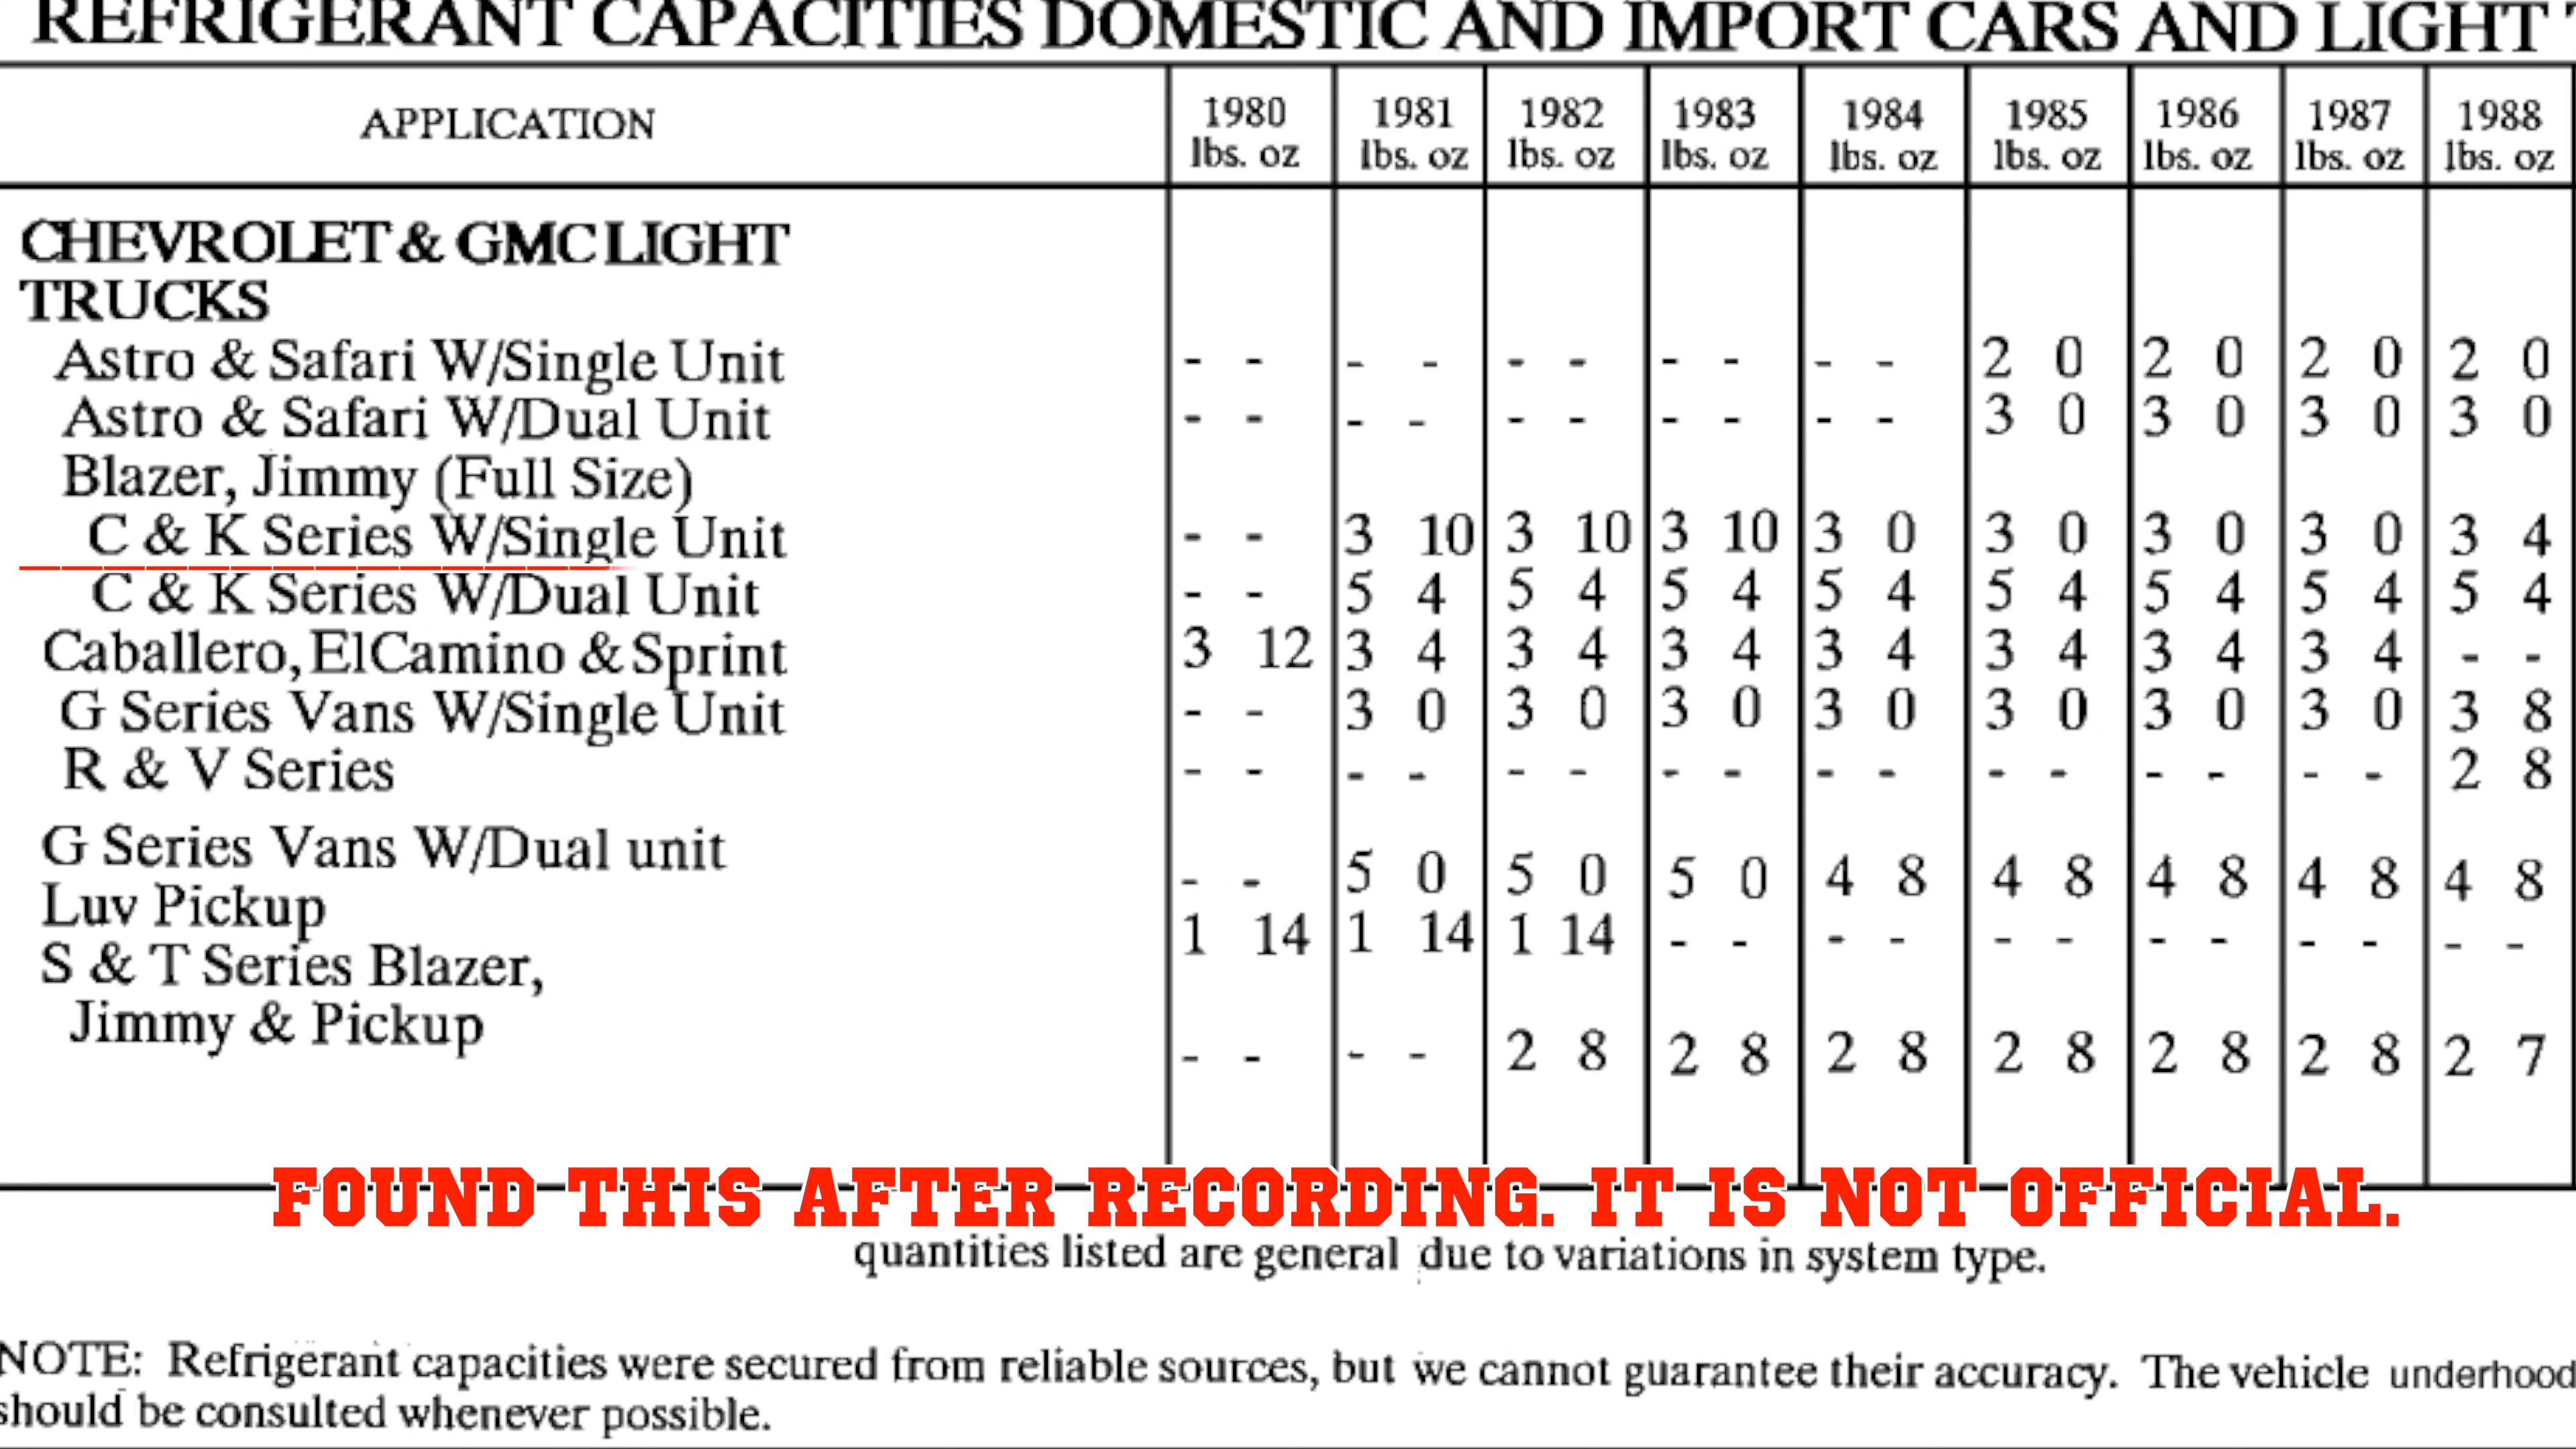 REFRIGERANT CAPACITIES DOMESTIC AND IMPORT CARS AND LIGHT
APPLICATION 1980 1981 1982 1983 1984 1985 1986 1987 1988
lbs. oz lbs. oz lbs. oz lbs. oz lbs. oz lbs. oz lbs. oz lbs. oz lbs. oz
CHEVROLET & GMC LIGHT
TRUCKS
Astro & Safari W/Single Unit - - - - - - - - - - 2 0 2 0 2 0 2 0
Astro & Safari W/Dual Unit - - - - - - - - - - 3 0 3 0 3 0 3 0
Blazer, Jimmy (Full Size)
C & K Series W/Single Unit - - 3 10 3 10 3 10 3 0 3 0 3 0 3 0 3 4
C & K Series W/Dual Unit - - 5 4 5 4 5 4 5 4 5 4 5 4 5 4 5 4
Caballero, ElCamino & Sprint 3 12 3 4 3 4 3 4 3 4 3 4 3 4 3 4 - -
G Series Vans W/Single Unit - - 3 0 3 0 3 0 3 0 3 0 3 0 3 0 3 8
R & V Series - - - - - - - - - - - - - - - - 2 8
G Series Vans W/Dual unit - - 5 0 5 0 5 0 4 8 4 8 4 8 4 8 4 8
Luv Pickup 1 14 1 14 1 14 - - - - - - - - - - - -
S & T Series Blazer,
Jimmy & Pickup - - - - 2 8 2 8 2 8 2 8 2 8 2 8 2 7
FOUND THIS AFTER RECORDING. IT IS NOT OFFICIAL.
quantities listed are general due to variations in system type.
NOTE: Refrigerant capacities were secured from reliable sources, but we cannot guarantee their accuracy. The vehicle underhood
should be consulted whenever possible.